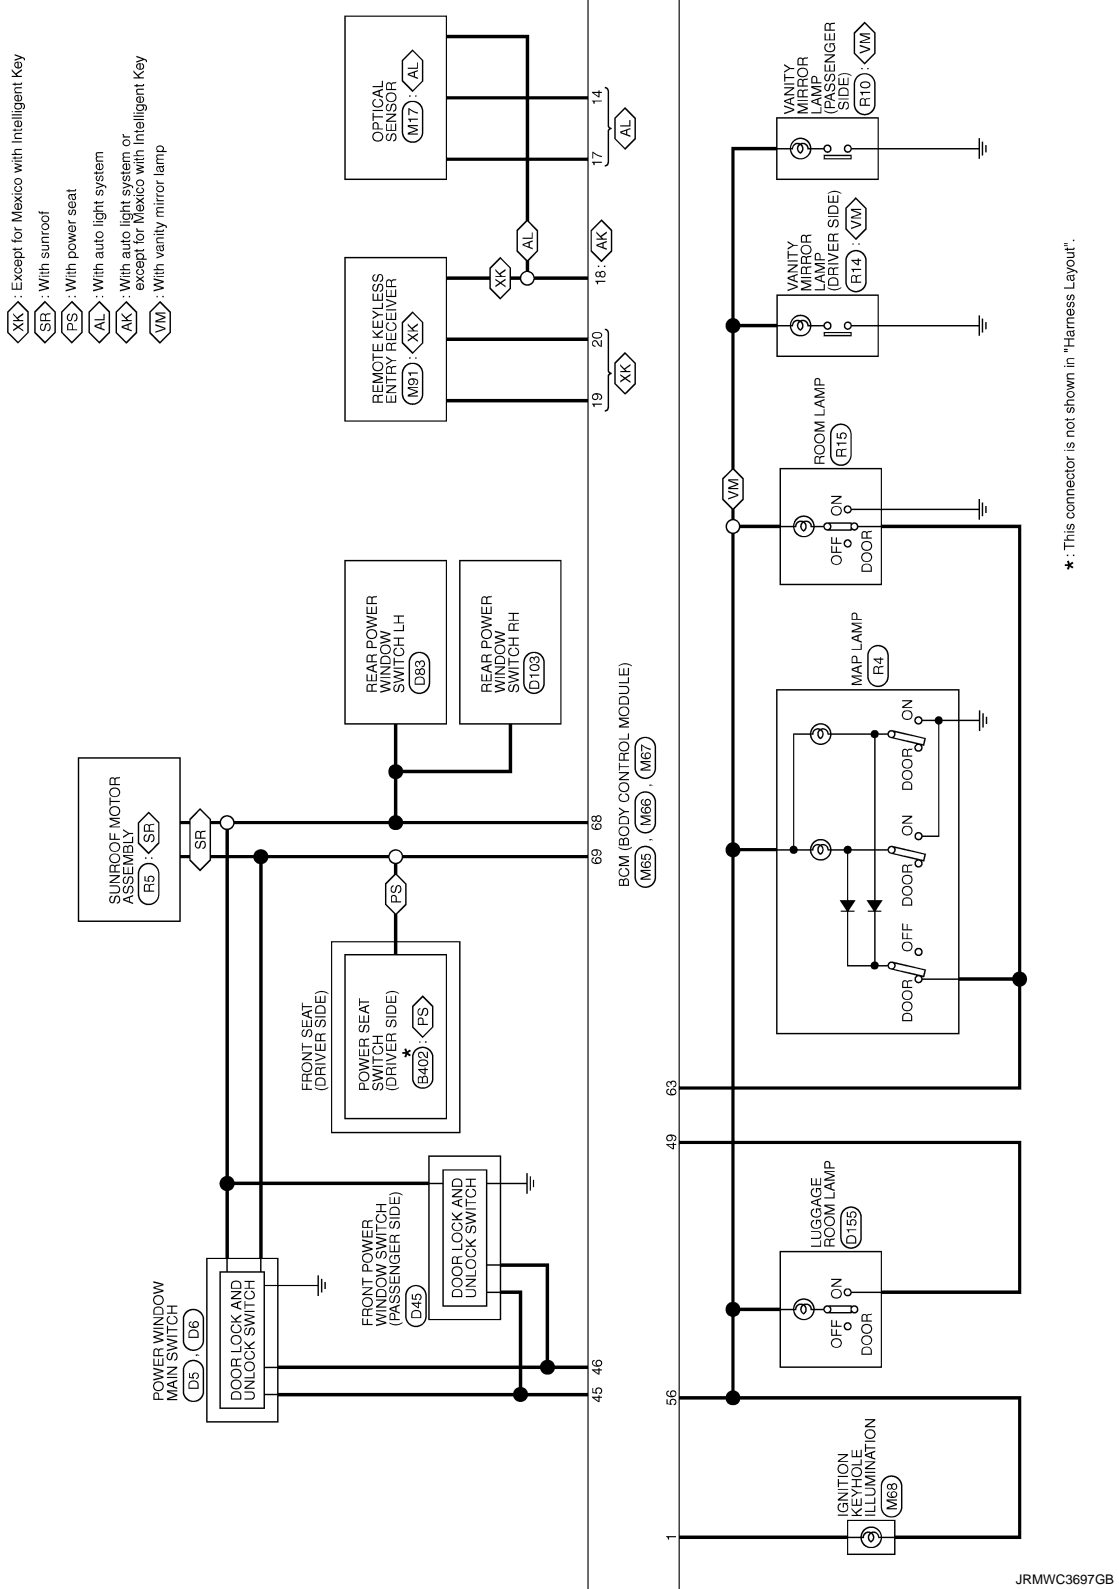 XK : Except for Mexico with Intelligent Key
SR : With sunroof
PS : With power seat
AL : With auto light system
AK : With auto light system or
except for Mexico with Intelligent Key
VM : With vanity mirror lamp
POWER WINDOW
MAIN SWITCH
D5 , D6
DOOR LOCK AND
UNLOCK SWITCH
SUNROOF MOTOR
ASSEMBLY
R5 : SR
SR
FRONT POWER
WINDOW SWITCH
(PASSENGER SIDE)
D45
DOOR LOCK AND
UNLOCK SWITCH
FRONT SEAT
(DRIVER SIDE)
POWER SEAT
SWITCH
(DRIVER SIDE)
*
B402 : PS
PS
REAR POWER
WINDOW
SWITCH LH
D83
REAR POWER
WINDOW
SWITCH RH
D103
REMOTE KEYLESS
ENTRY RECEIVER
M91 : XK
XK
AL
OPTICAL
SENSOR
M17 : AL
45
46
69
68
19
20
XK
18 : AK
17
14
AL
BCM (BODY CONTROL MODULE)
M65 , M66 , M67
1
56
49
63
IGNITION
KEYHOLE
ILLUMINATION
M68
LUGGAGE
ROOM LAMP
D155
OFF
ON
DOOR
MAP LAMP
R4
DOOR
OFF
DOOR
ON
DOOR
ON
VM
ROOM LAMP
R15
OFF
ON
DOOR
VANITY
MIRROR
LAMP
(DRIVER SIDE)
R14 : VM
VANITY
MIRROR
LAMP
(PASSENGER
SIDE)
R10 : VM
* : This connector is not shown in "Harness Layout".
JRMWC3697GB